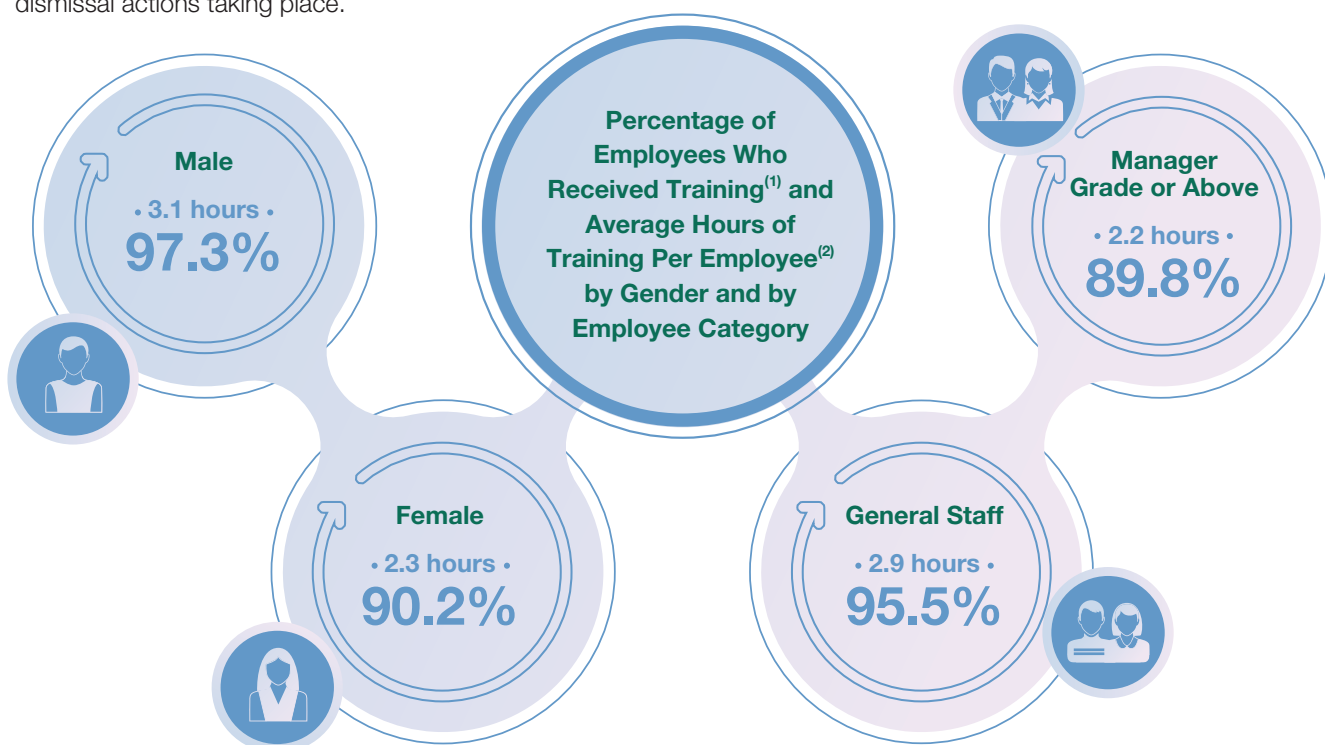 dismissal actions taking place.
Percentage of
Employees Who
Received Training(1) and
Average Hours of
Training Per Employee(2)
by Gender and by
Employee Category
Male
• 3.1 hours •
97.3%
Female
• 2.3 hours •
90.2%
General Staff
• 2.9 hours •
95.5%
Manager
Grade or Above
• 2.2 hours •
89.8%